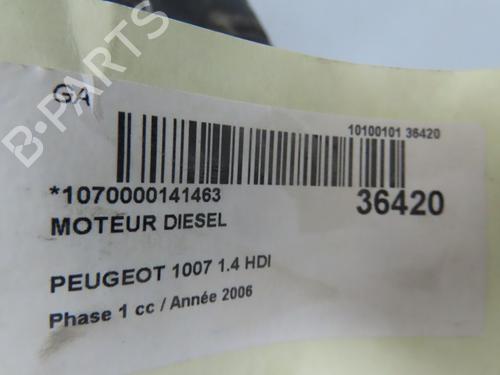 B-PARTS
GA
10100101 36420
*1070000141463
36420
MOTEUR DIESEL
PEUGEOT 1007 1.4 HDI
Phase 1 cc / Année 2006